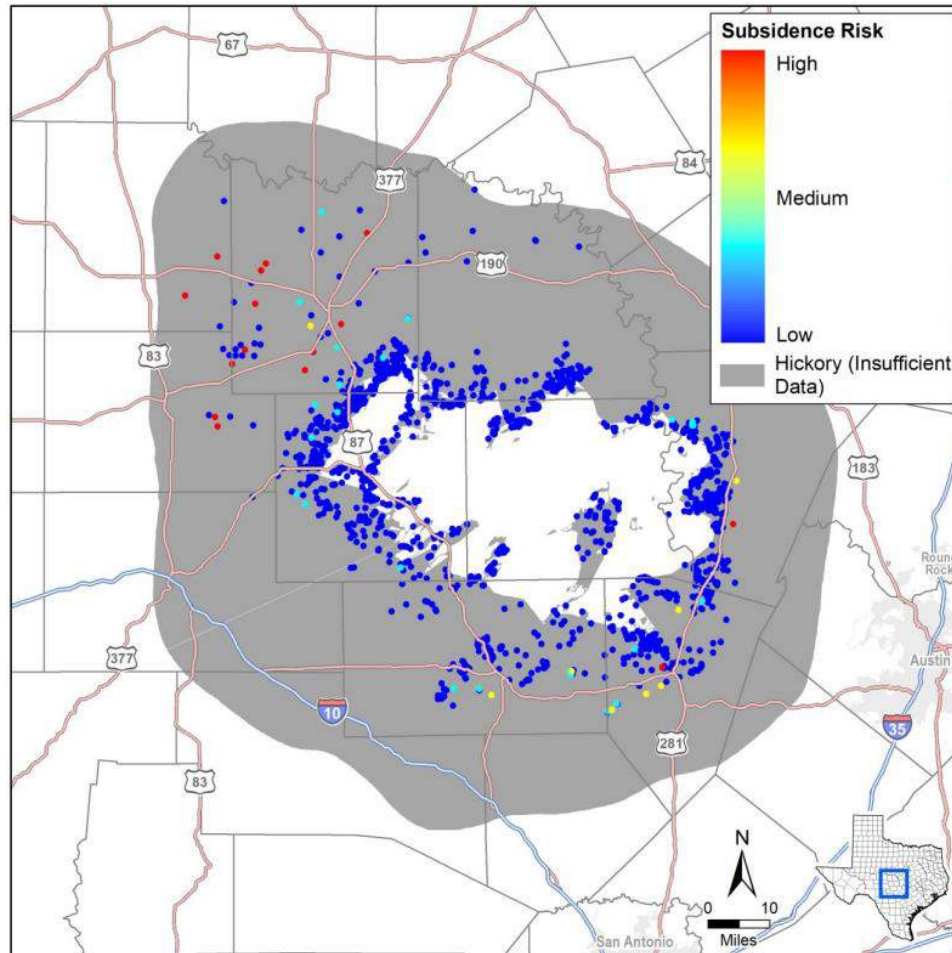 Subsidence Risk
High
Medium
Low
Hickory (Insufficient
Data)
67
84
377
190
83
87
183
Roun
Rock
Austin
377
10
35
281
83
N
0 10
Miles
San Antonio